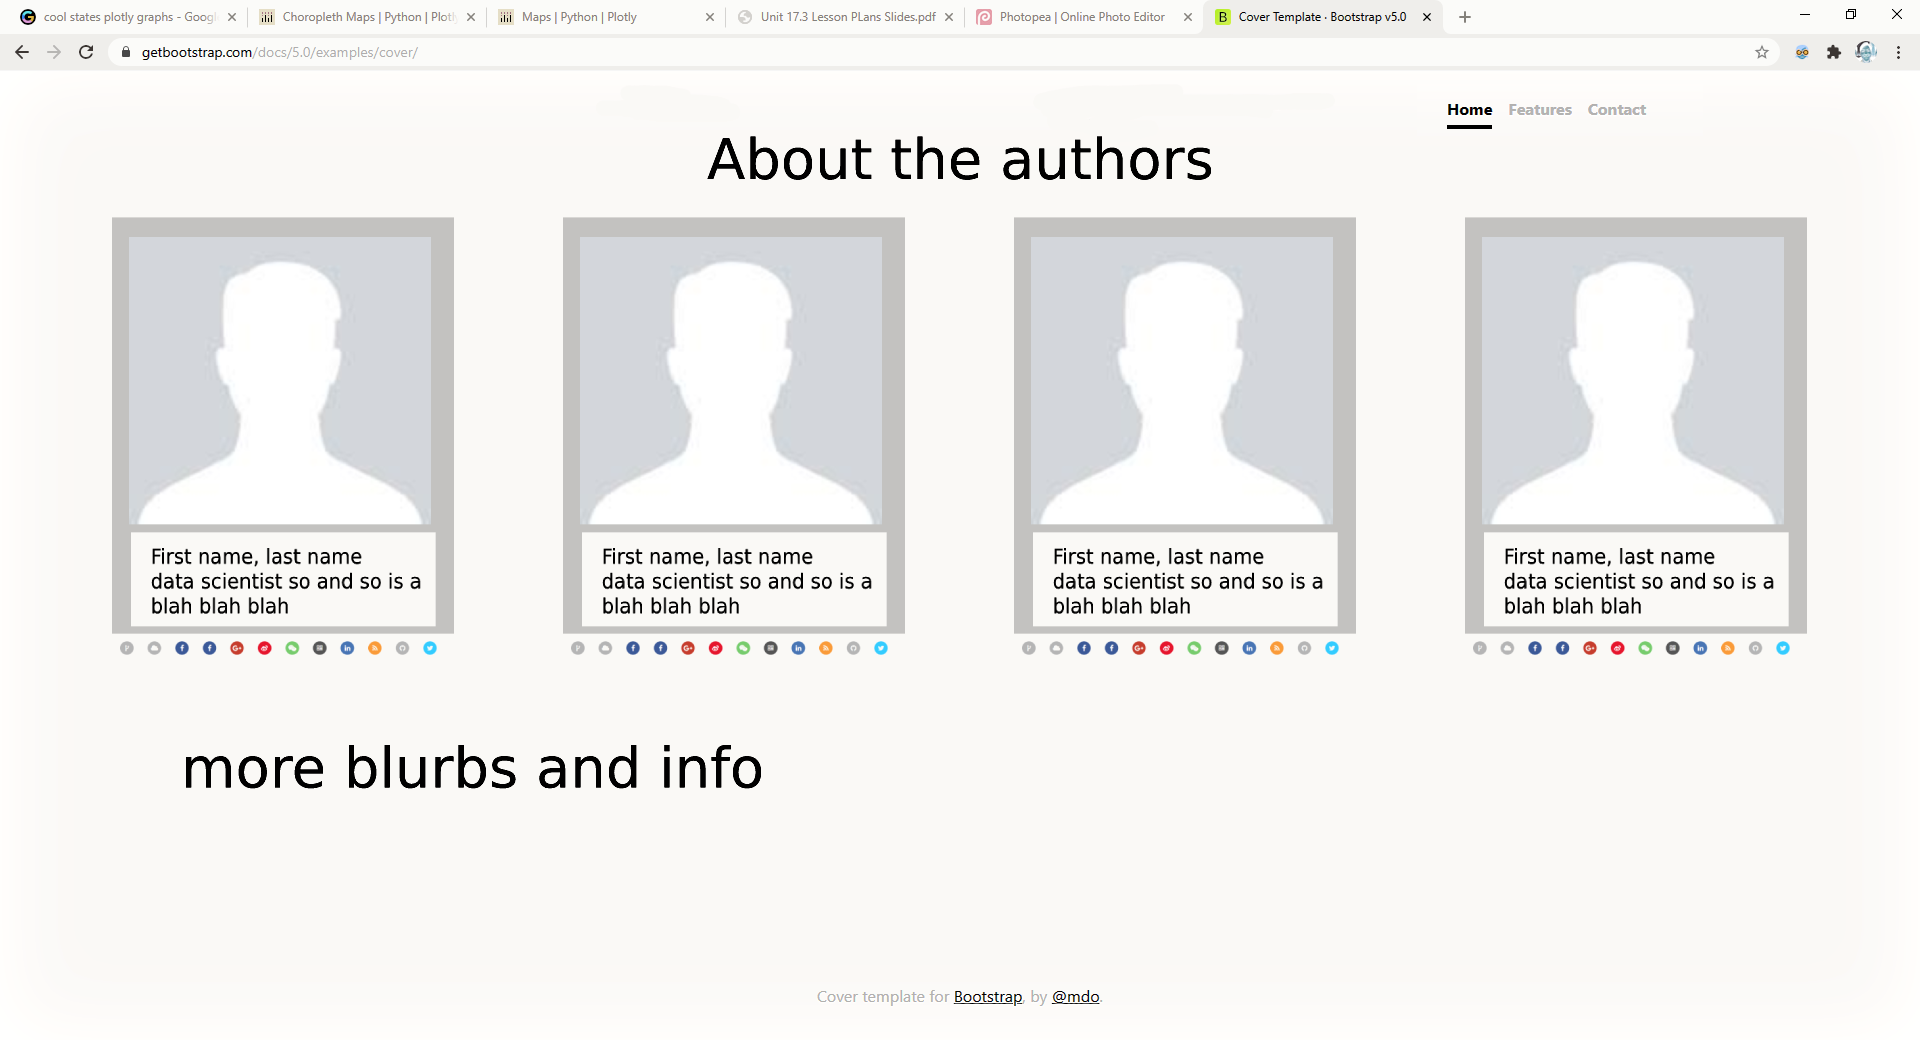 cool states plotly graphs - Goog
Choropleth Maps | Python | Plotl
Maps | Python | Plotly
Unit 17.3 Lesson PLans Slides.pdf
Photopea | Online Photo Editor
Cover Template · Bootstrap v5.0
getbootstrap.com/docs/5.0/examples/cover/
Home Features Contact
About the authors
First name, last name
data scientist so and so is a
blah blah blah
First name, last name
data scientist so and so is a
blah blah blah
First name, last name
data scientist so and so is a
blah blah blah
First name, last name
data scientist so and so is a
blah blah blah
more blurbs and info
Cover template for Bootstrap, by @mdo.